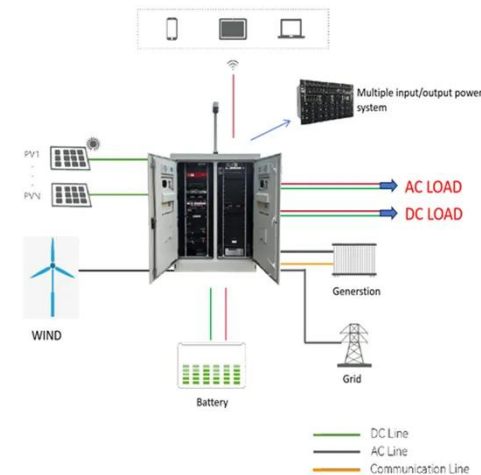 Multiple input/output power
system
PV1
PVN
AC LOAD
DC LOAD
WIND
Generstion
Grid
Battery
DC Line
AC Line
Communication Line